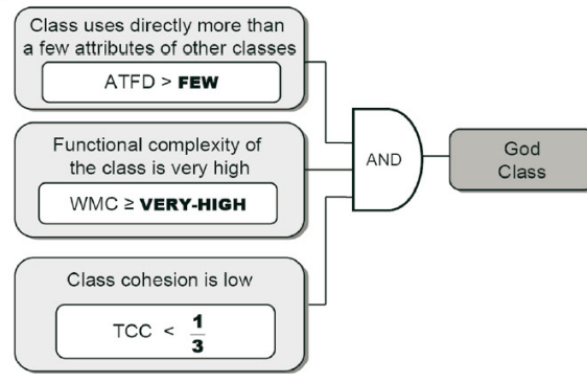 Class uses directly more than
a few attributes of other classes
ATFD > FEW
Functional complexity of
the class is very high
WMC ≥ VERY-HIGH
Class cohesion is low
TCC < 1/3
AND
God
Class